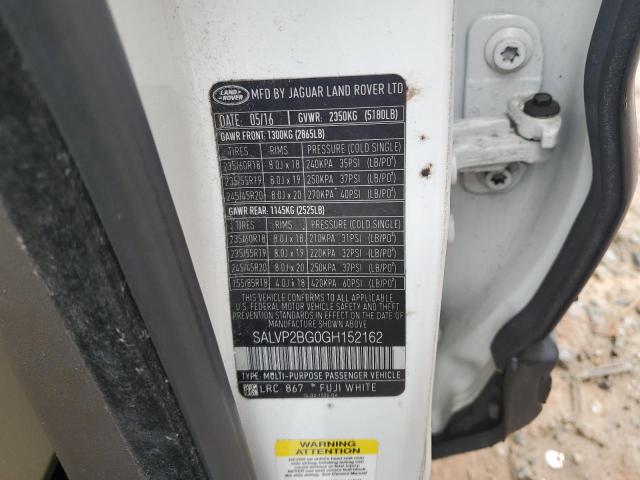 LAND ROVER
MFD BY JAGUAR LAND ROVER LTD
DATE: 05/16 GVWR: 2350KG (5180LB)
GAWR FRONT: 1300KG (2865LB)
TIRES RIMS PRESSURE (COLD SINGLE)
235/60R18 8.0J x 18 240KPA 35PSI (LB/PO²)
235/55R19 8.0J x 19 250KPA 37PSI (LB/PO²)
245/45R20 8.0J x 20 270KPA 40PSI (LB/PO²)
GAWR REAR: 1145KG (2525LB)
TIRES RIMS PRESSURE (COLD SINGLE)
235/60R18 8.0J x 18 210KPA 31PSI (LB/PO²)
235/55R19 8.0J x 19 220KPA 32PSI (LB/PO²)
245/45R20 8.0J x 20 250KPA 37PSI (LB/PO²)
155/85R18 4.0J x 18 420KPA 60PSI (LB/PO²)
THIS VEHICLE CONFORMS TO ALL APPLICABLE
U.S. FEDERAL MOTOR VEHICLE SAFETY, BUMPER,
AND THEFT PREVENTION STANDARDS IN EFFECT ON THE
DATE OF MANUFACTURE SHOWN ABOVE.
SALVP2BG0GH152162
TYPE: MULTI-PURPOSE PASSENGER VEHICLE
LRC 867 * FUJI WHITE
WARNING
ATTENTION